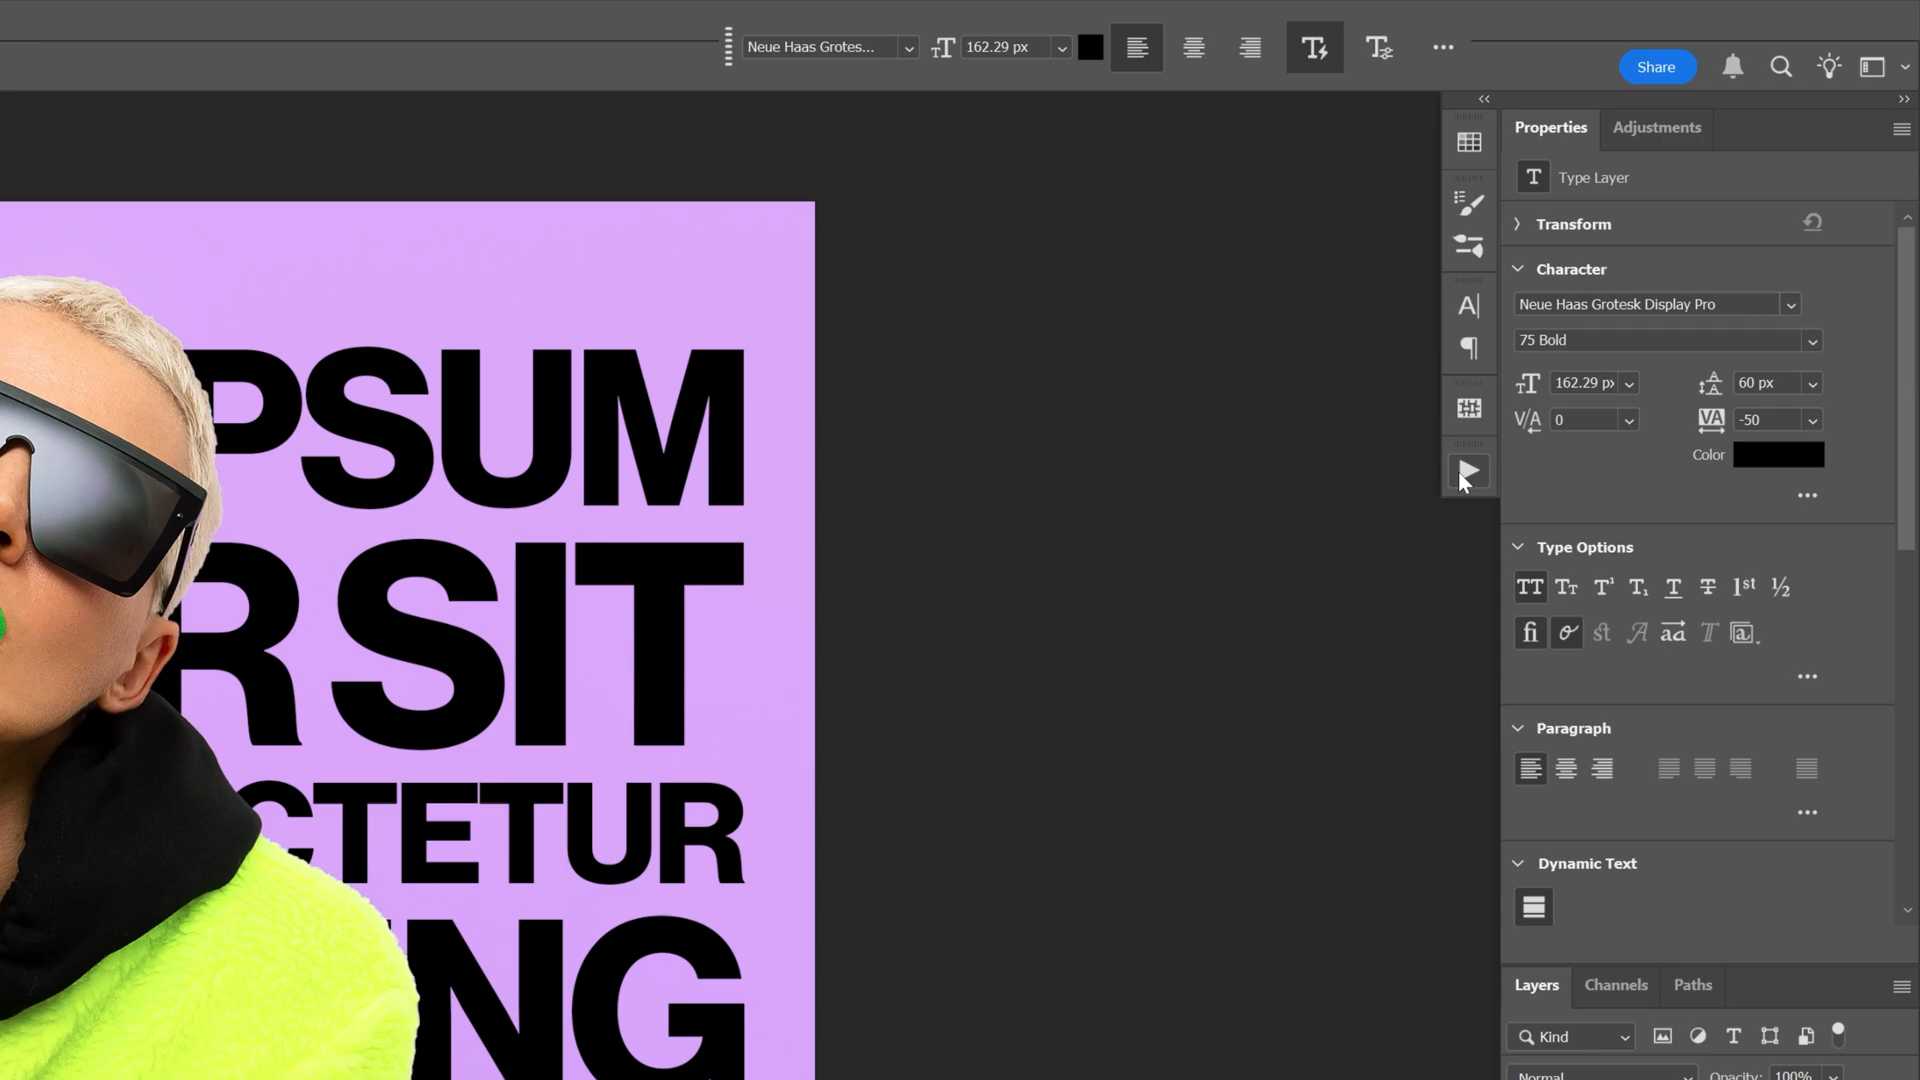 Neue Haas Grotes...
162.29 px
Share
Properties
Adjustments
Type Layer
Transform
Character
Neue Haas Grotesk Display Pro
75 Bold
162.29 px
60 px
0
-50
Color
Type Options
Paragraph
Dynamic Text
Layers
Channels
Paths
Kind
Normal
Opacity: 100%
PSUM
R SIT
CTETUR
NG